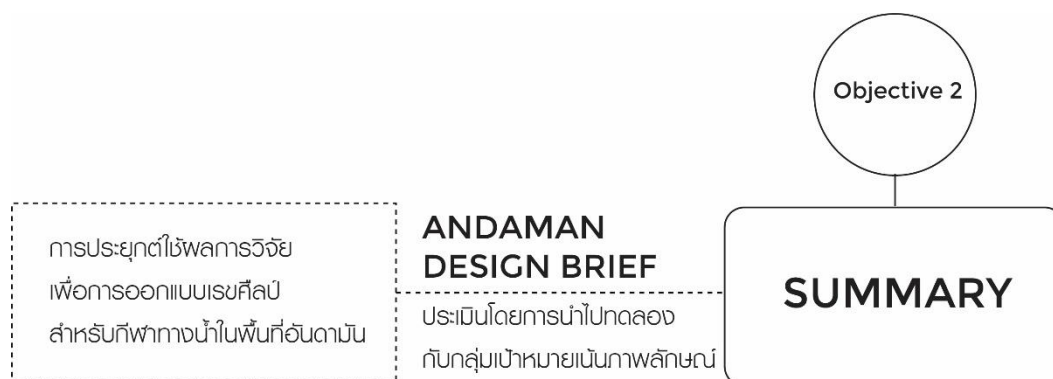 Objective 2
การประยุกต์ใช้ผลการวิจัย
เพื่อการออกแบบเรขศิลป์
สำหรับกีฬาทางน้ำในพื้นที่อันดามัน
ANDAMAN
DESIGN BRIEF
ประเมินโดยการนำไปทดลอง
กับกลุ่มเป้าหมายเน้นภาพลักษณ์
SUMMARY